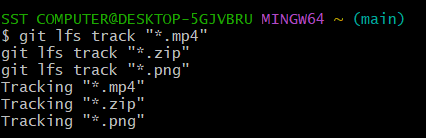 SST COMPUTER@DESKTOP-5GJVBRU MINGW64 ~ (main)
$ git lfs track "*.mp4"
git lfs track "*.zip"
git lfs track "*.png"
Tracking "*.mp4"
Tracking "*.zip"
Tracking "*.png"